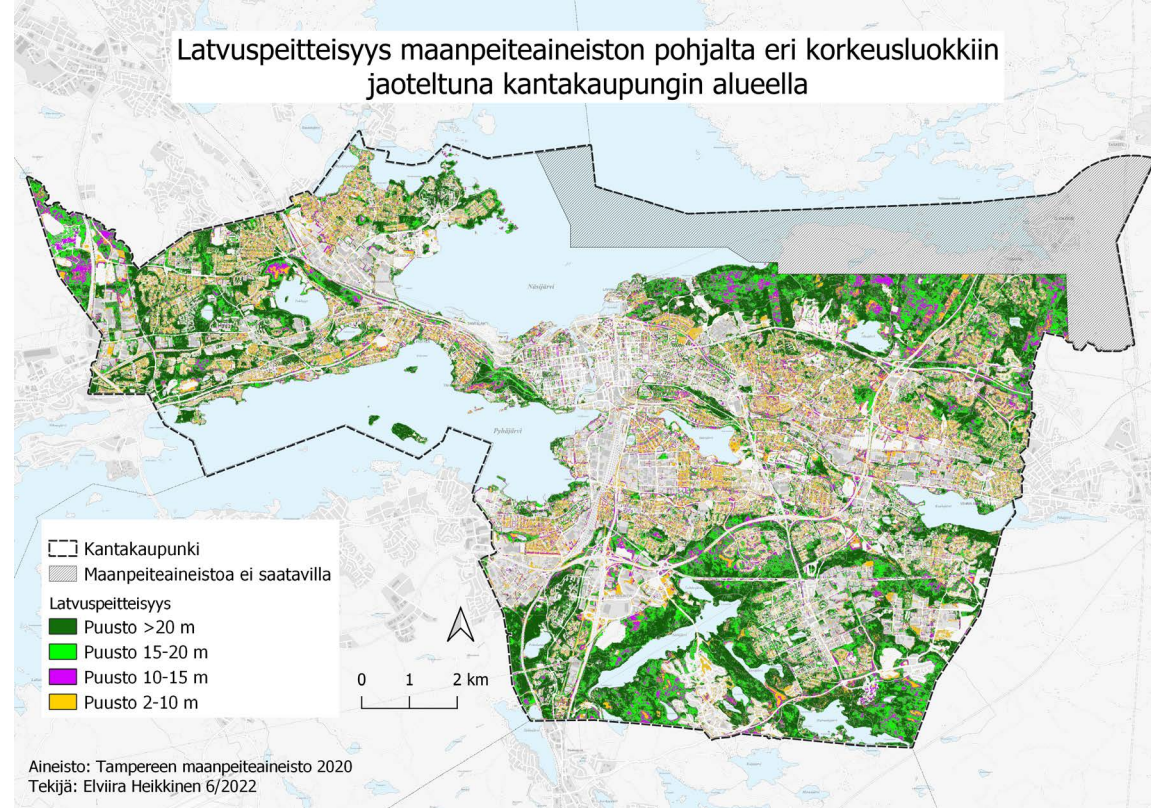 Latvuspeitteisyys maanpeiteaineiston pohjalta eri korkeusluokkiin
jaoteltuna kantakaupungin alueella
Näsijärvi
Pyhäjärvi
Kantakaupunki
Maanpeiteaineistoa ei saatavilla
Latvuspeitteisyys
Puusto >20 m
Puusto 15-20 m
Puusto 10-15 m
Puusto 2-10 m
0 1 2 km
Aineisto: Tampereen maanpeiteaineisto 2020
Tekijä: Elviira Heikkinen 6/2022